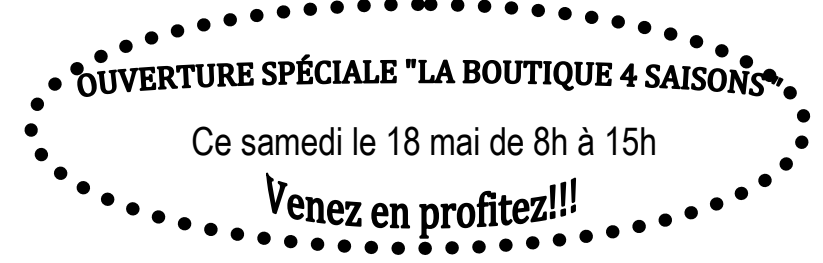 OUVERTURE SPÉCIALE "LA BOUTIQUE 4 SAISONS"
Ce samedi le 18 mai de 8h à 15h
Venez en profitez!!!